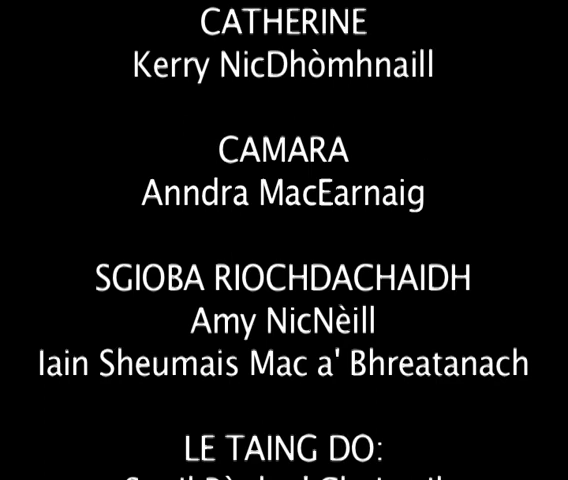 CATHERINE
Kerry NicDhòmhnaill
CAMARA
Anndra MacEarnaig
SGIOBA RIOCHDACHAIDH
Amy NicNèill
Iain Sheumais Mac a' Bhreatanach
LE TAING DO: